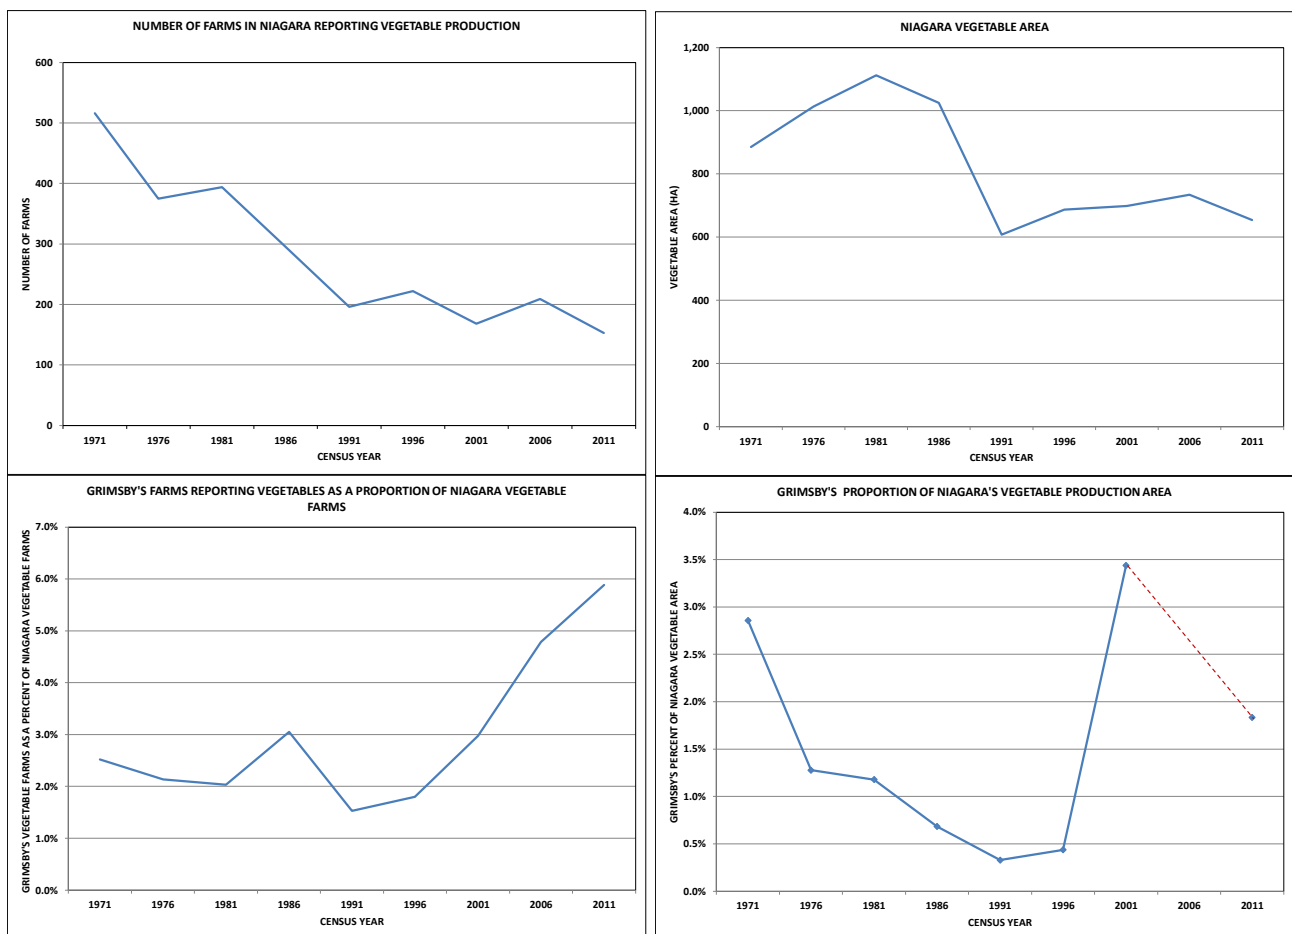 NUMBER OF FARMS IN NIAGARA REPORTING VEGETABLE PRODUCTION
600
500
400
300
200
100
0
NUMBER OF FARMS
1971 1976 1981 1986 1991 1996 2001 2006 2011
CENSUS YEAR
NIAGARA VEGETABLE AREA
1,200
1,000
800
600
400
200
0
VEGETABLE AREA (HA)
1971 1976 1981 1986 1991 1996 2001 2006 2011
CENSUS YEAR
GRIMSBY'S FARMS REPORTING VEGETABLES AS A PROPORTION OF NIAGARA VEGETABLE
FARMS
7.0%
6.0%
5.0%
4.0%
3.0%
2.0%
1.0%
0.0%
GRIMSBY'S VEGETABLE FARMS AS A PERCENT OF NIAGARA VEGETABLE FARMS
1971 1976 1981 1986 1991 1996 2001 2006 2011
CENSUS YEAR
GRIMSBY'S PROPORTION OF NIAGARA'S VEGETABLE PRODUCTION AREA
4.0%
3.5%
3.0%
2.5%
2.0%
1.5%
1.0%
0.5%
0.0%
GRIMSBY'S PERCENT OF NIAGARA VEGETABLE AREA
1971 1976 1981 1986 1991 1996 2001 2006 2011
CENSUS YEAR